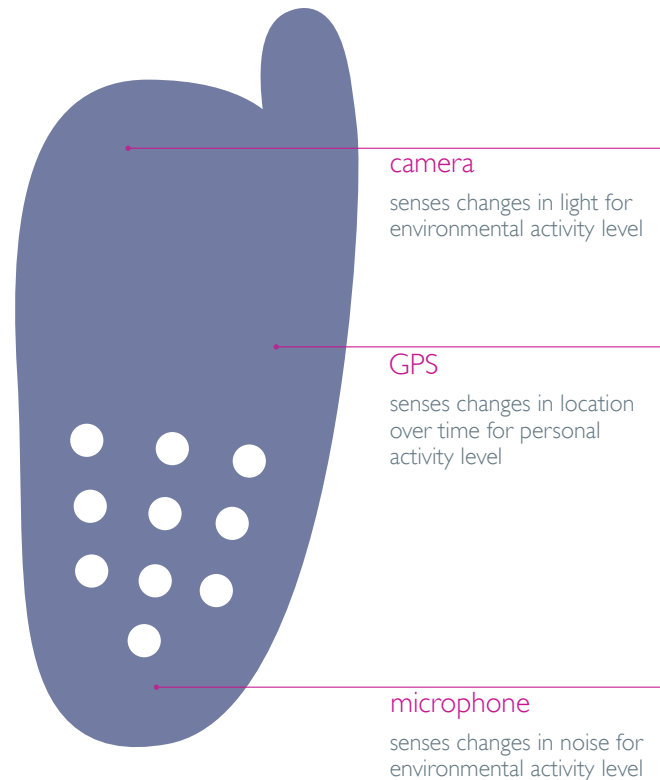 camera
senses changes in light for
environmental activity level
GPS
senses changes in location
over time for personal
activity level
microphone
senses changes in noise for
environmental activity level